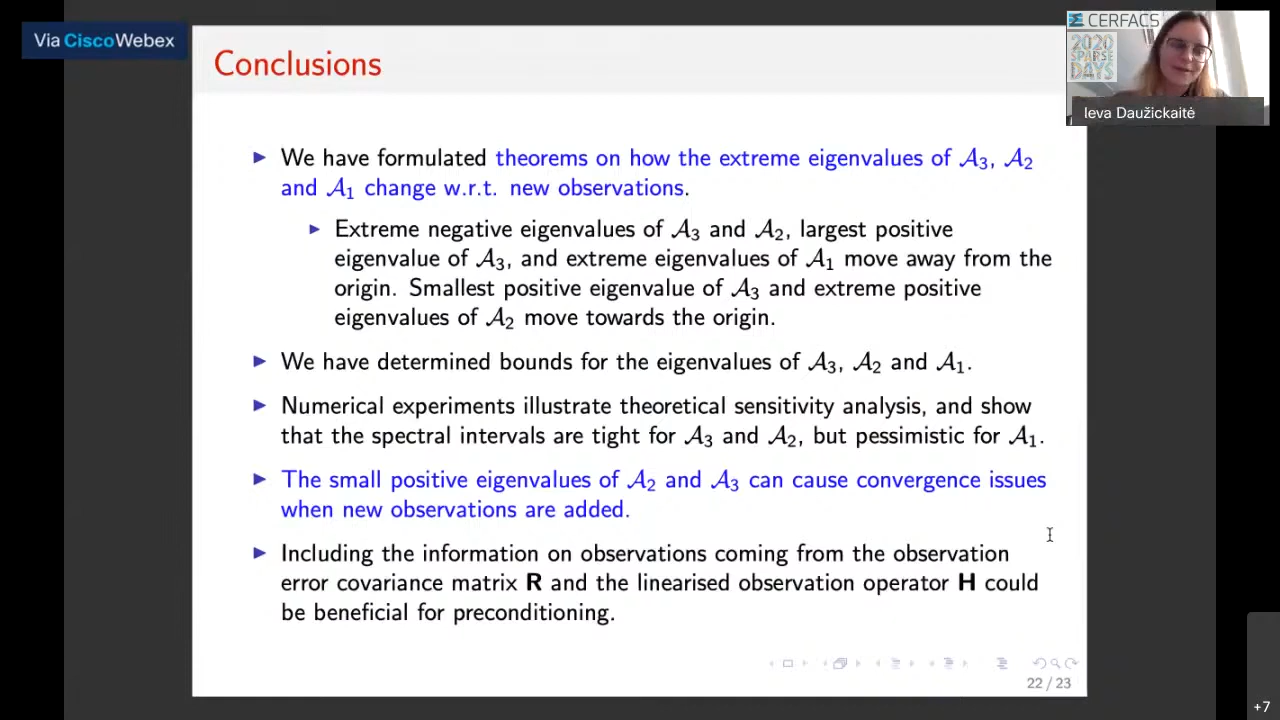 Via Cisco Webex
Conclusions
CERFACS
2020
SPARSE
DAYS
Ieva Daužickaitė
▶ We have formulated theorems on how the extreme eigenvalues of 𝒜₃, 𝒜₂
and 𝒜₁ change w.r.t. new observations.
▶ Extreme negative eigenvalues of 𝒜₃ and 𝒜₂, largest positive
eigenvalue of 𝒜₃, and extreme eigenvalues of 𝒜₁ move away from the
origin. Smallest positive eigenvalue of 𝒜₃ and extreme positive
eigenvalues of 𝒜₂ move towards the origin.
▶ We have determined bounds for the eigenvalues of 𝒜₃, 𝒜₂ and 𝒜₁.
▶ Numerical experiments illustrate theoretical sensitivity analysis, and show
that the spectral intervals are tight for 𝒜₃ and 𝒜₂, but pessimistic for 𝒜₁.
▶ The small positive eigenvalues of 𝒜₂ and 𝒜₃ can cause convergence issues
when new observations are added.
▶ Including the information on observations coming from the observation
error covariance matrix R and the linearised observation operator H could
be beneficial for preconditioning.
22 / 23
+7